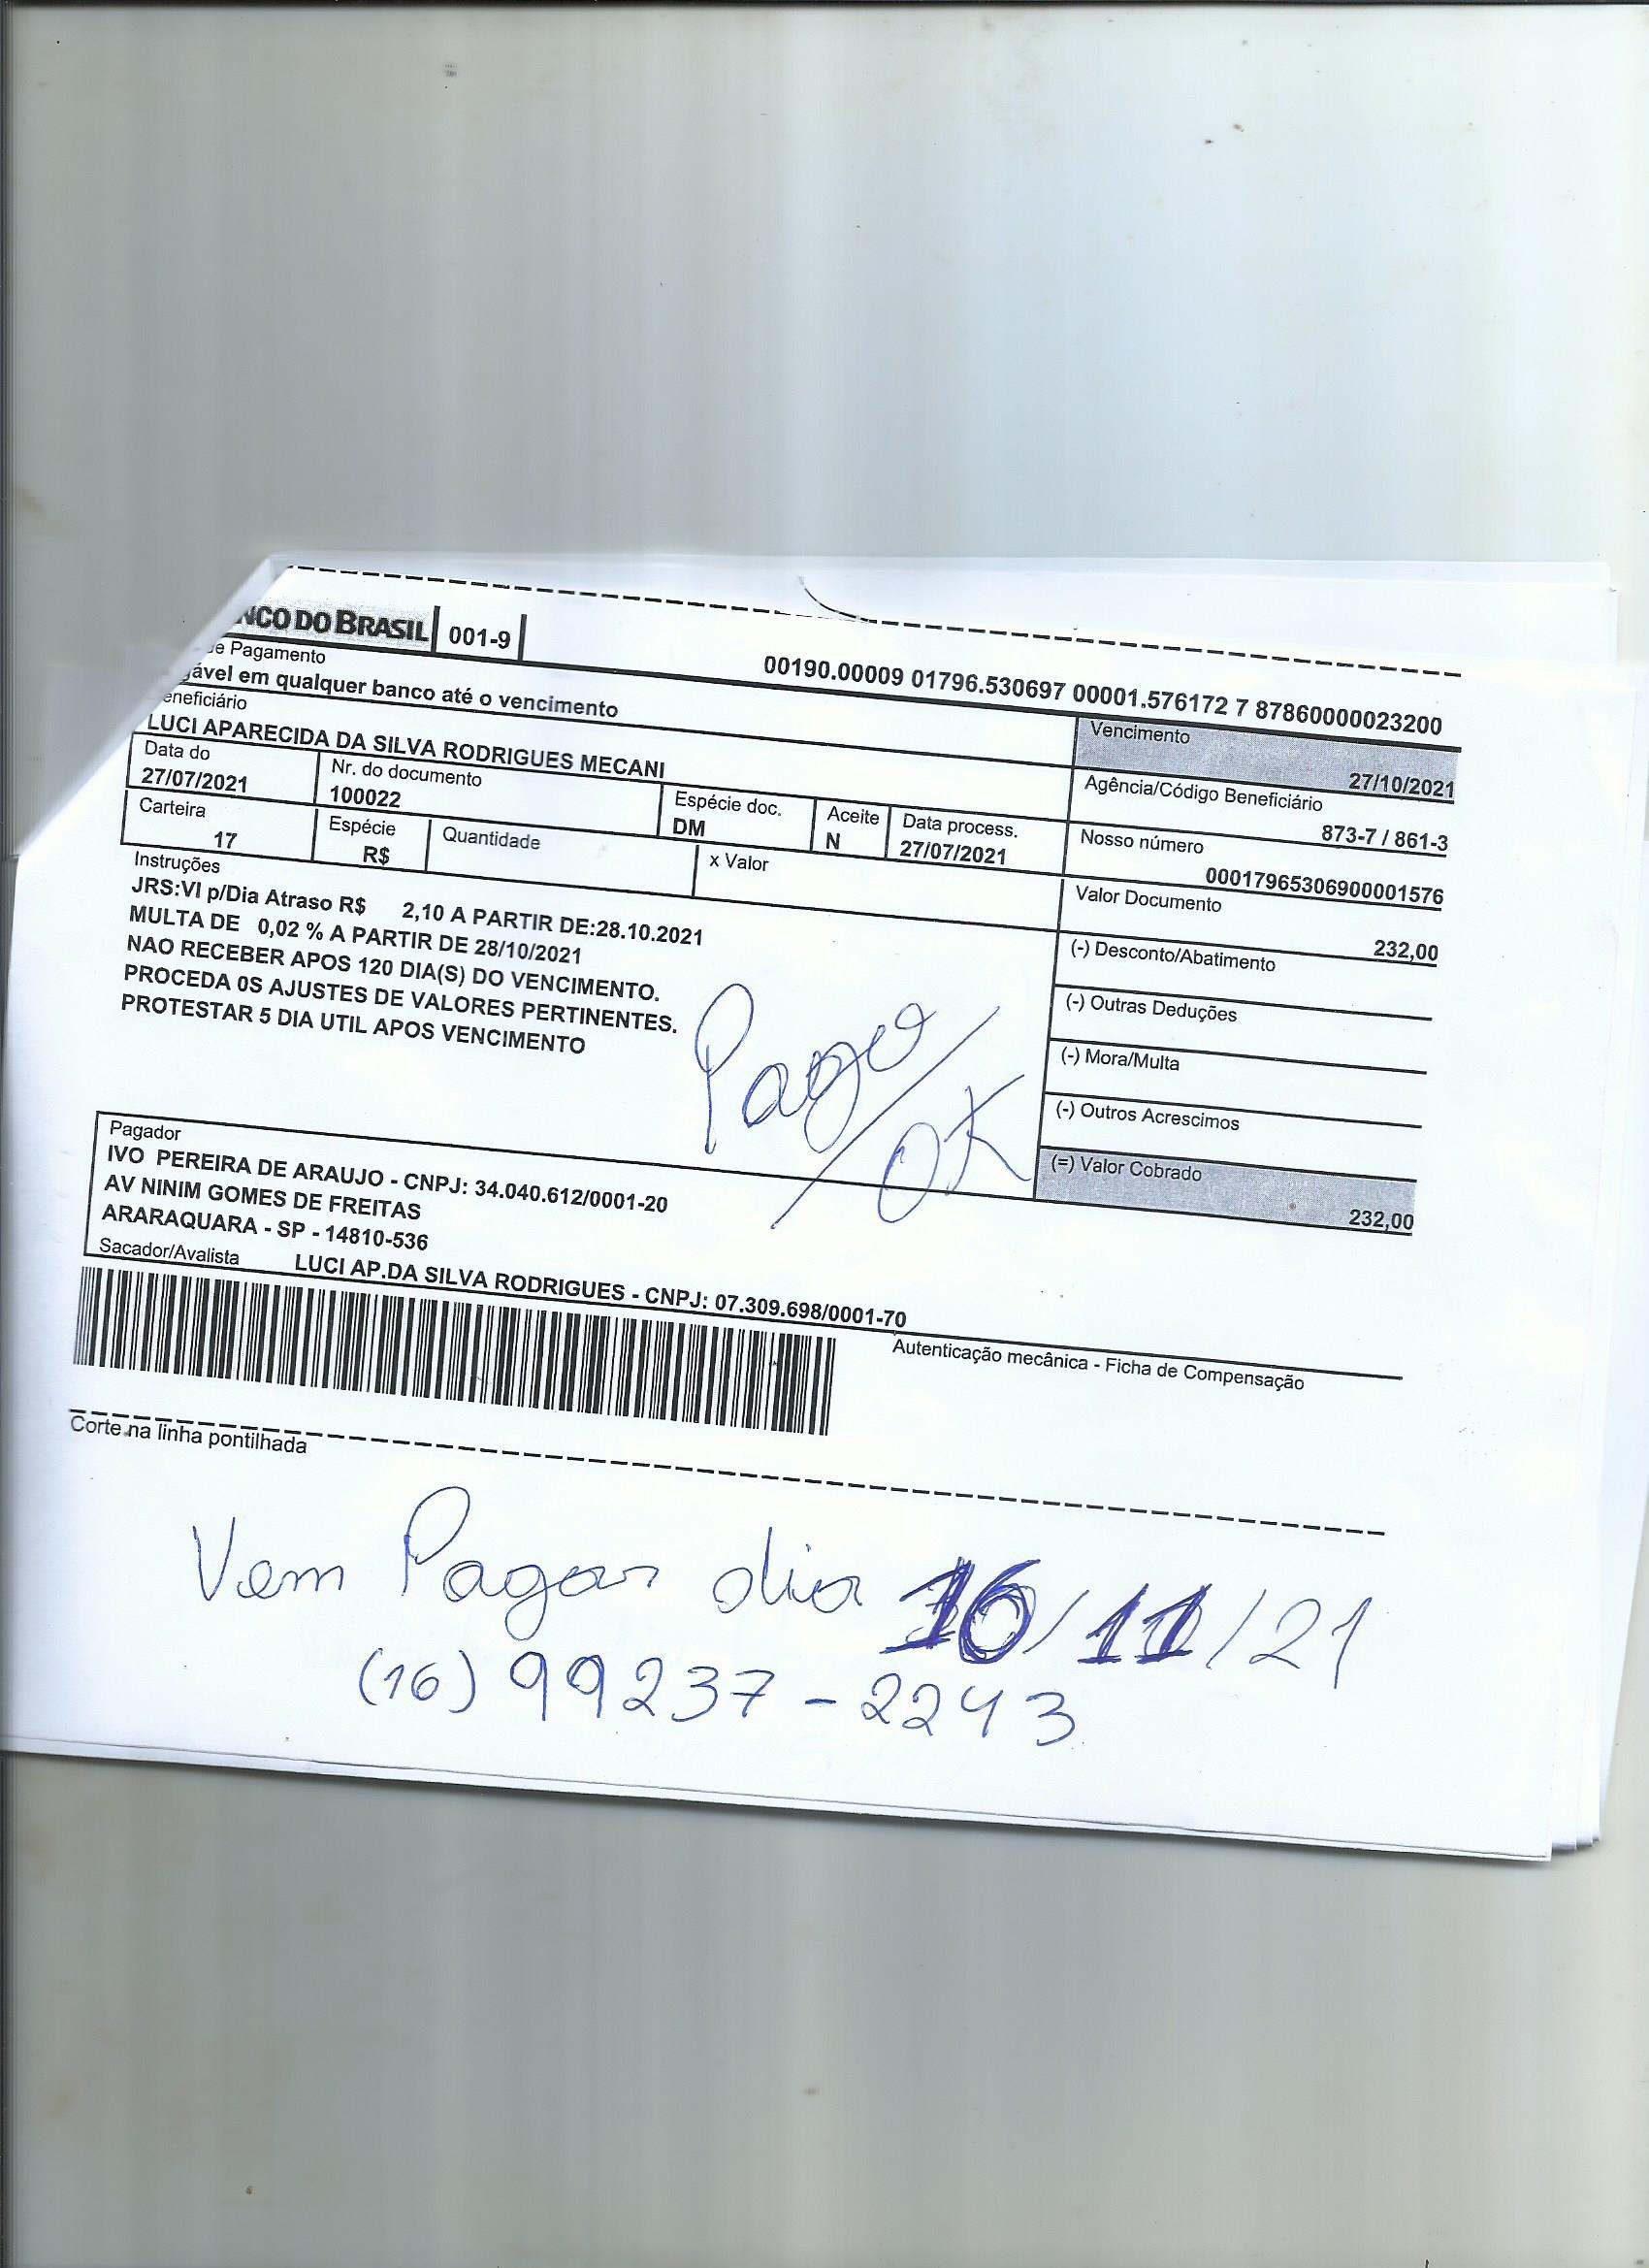 NCO DO BRASIL 001-9 00190.00009 01796.530697 00001.576172 7 87860000023200
de Pagamento
ável em qualquer banco até o vencimento
Vencimento
27/10/2021
eneficiário
LUCI APARECIDA DA SILVA RODRIGUES MECANI
Agência/Código Beneficiário
873-7 / 861-3
Data do Nr. do documento Espécie doc. Aceite Data process.
27/07/2021 100022 DM N 27/07/2021
Nosso número
00017965306900001576
Carteira Espécie Quantidade x Valor
17 R$
Valor Documento
232,00
Instruções
JRS:VI p/Dia Atraso R$ 2,10 A PARTIR DE:28.10.2021
MULTA DE 0,02 % A PARTIR DE 28/10/2021
NAO RECEBER APOS 120 DIA(S) DO VENCIMENTO.
PROCEDA 0S AJUSTES DE VALORES PERTINENTES.
PROTESTAR 5 DIA UTIL APOS VENCIMENTO
(-) Desconto/Abatimento
(-) Outras Deduções
(-) Mora/Multa
(-) Outros Acrescimos
(=) Valor Cobrado
232,00
Pago/
OK
Pagador
IVO PEREIRA DE ARAUJO - CNPJ: 34.040.612/0001-20
AV NINIM GOMES DE FREITAS
ARARAQUARA - SP - 14810-536
Sacador/Avalista LUCI AP.DA SILVA RODRIGUES - CNPJ: 07.309.698/0001-70
Autenticação mecânica - Ficha de Compensação
Corte na linha pontilhada
Vem Pagar dia 16/11/21
(16) 99237-2243